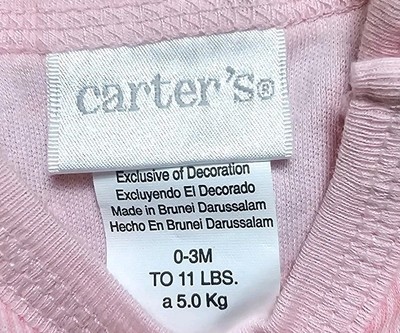 carter's®
Exclusive of Decoration
Excluyendo El Decorado
Made in Brunei Darussalam
Hecho En Brunei Darussalam
0-3M
TO 11 LBS.
a 5.0 Kg